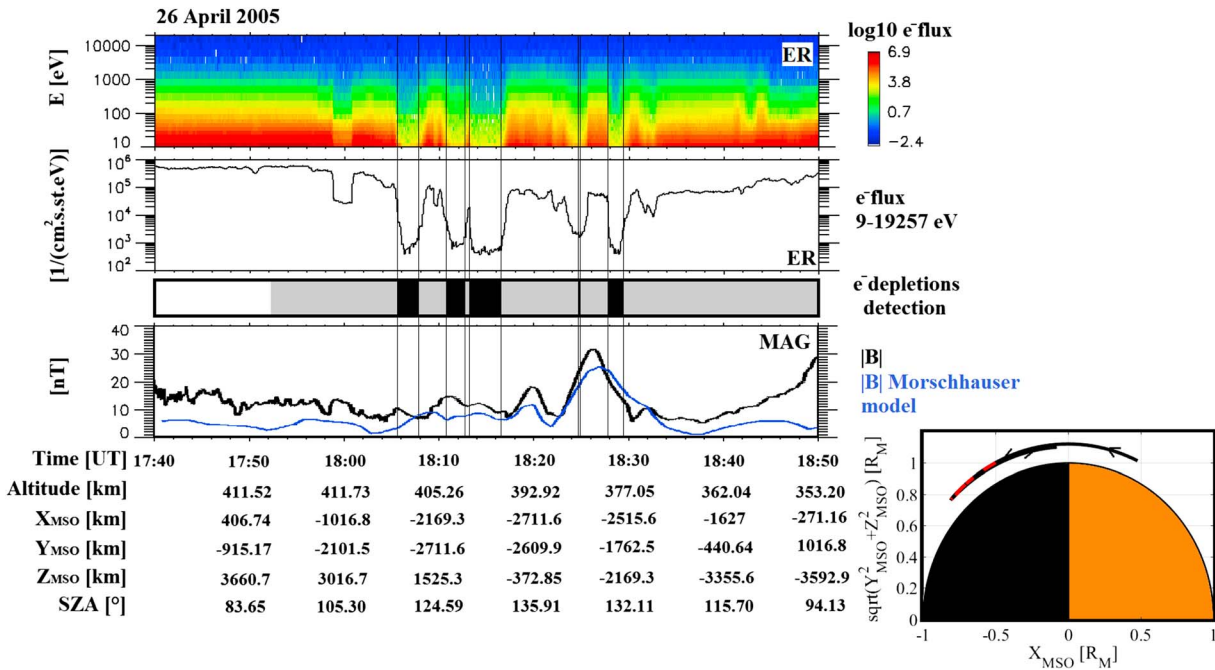 26 April 2005
log10 e⁻flux
E [eV]
10000
1000
100
10
ER
6.9
3.8
0.7
−2.4
[1/(cm².s.st.eV)]
10⁶
10⁵
10⁴
10³
10²
ER
e⁻flux
9-19257 eV
e⁻depletions
detection
[nT]
40
30
20
10
0
MAG
|B|
|B| Morschhauser
model
Time [UT] 17:40 17:50 18:00 18:10 18:20 18:30 18:40 18:50
Altitude [km] 411.52 411.73 405.26 392.92 377.05 362.04 353.20
XMSO [km] 406.74 -1016.8 -2169.3 -2711.6 -2515.6 -1627 -271.16
YMSO [km] -915.17 -2101.5 -2711.6 -2609.9 -1762.5 -440.64 1016.8
ZMSO [km] 3660.7 3016.7 1525.3 -372.85 -2169.3 -3355.6 -3592.9
SZA [°] 83.65 105.30 124.59 135.91 132.11 115.70 94.13
sqrt(Y²MSO+Z²MSO) [RM]
1
0.8
0.6
0.4
0.2
0
-1 -0.5 0 0.5 1
XMSO [RM]